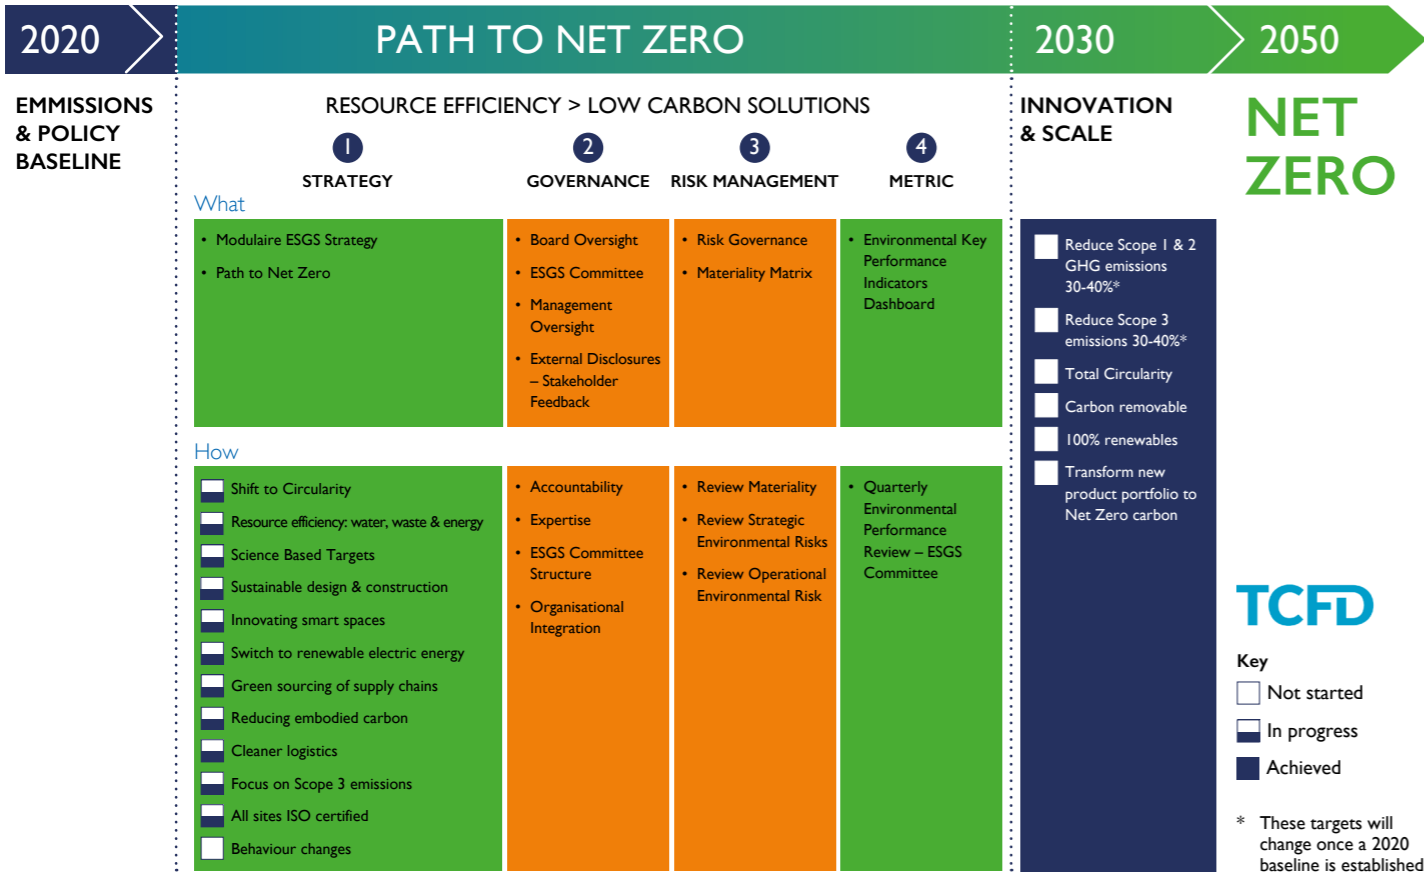 2020
PATH TO NET ZERO
2030
2050
EMMISSIONS
& POLICY
BASELINE
RESOURCE EFFICIENCY > LOW CARBON SOLUTIONS
1
STRATEGY
2
GOVERNANCE
3
RISK MANAGEMENT
4
METRIC
INNOVATION
& SCALE
NET
ZERO
What
• Modulaire ESGS Strategy
• Path to Net Zero
• Board Oversight
• ESGS Committee
• Management
Oversight
• External Disclosures
– Stakeholder
Feedback
• Risk Governance
• Materiality Matrix
• Environmental Key
Performance
Indicators
Dashboard
How
Shift to Circularity
Resource efficiency: water, waste & energy
Science Based Targets
Sustainable design & construction
Innovating smart spaces
Switch to renewable electric energy
Green sourcing of supply chains
Reducing embodied carbon
Cleaner logistics
Focus on Scope 3 emissions
All sites ISO certified
Behaviour changes
• Accountability
• Expertise
• ESGS Committee
Structure
• Organisational
Integration
• Review Materiality
• Review Strategic
Environmental Risks
• Review Operational
Environmental Risk
• Quarterly
Environmental
Performance
Review – ESGS
Committee
Reduce Scope 1 & 2
GHG emissions
30-40%*
Reduce Scope 3
emissions 30-40%*
Total Circularity
Carbon removable
100% renewables
Transform new
product portfolio to
Net Zero carbon
TCFD
Key
Not started
In progress
Achieved
* These targets will
change once a 2020
baseline is established